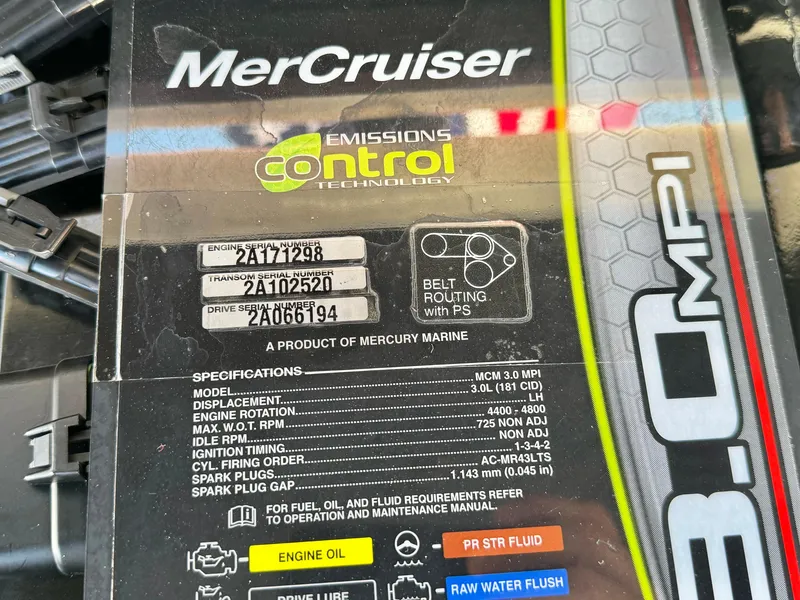 MerCruiser
EMISSIONS
control
TECHNOLOGY
ENGINE SERIAL NUMBER
2A171298
TRANSOM SERIAL NUMBER
2A102520
DRIVE SERIAL NUMBER
2A066194
BELT
ROUTING
with PS
A PRODUCT OF MERCURY MARINE
SPECIFICATIONS
MODEL MCM 3.0 MPI
DISPLACEMENT 3.0L (181 CID)
ENGINE ROTATION LH
MAX. W.O.T. RPM 4400 - 4800
IDLE RPM 725 NON ADJ
IGNITION TIMING NON ADJ
CYL. FIRING ORDER 1-3-4-2
SPARK PLUGS AC-MR43LTS
SPARK PLUG GAP 1.143 mm (0.045 in)
FOR FUEL, OIL, AND FLUID REQUIREMENTS REFER
TO OPERATION AND MAINTENANCE MANUAL.
ENGINE OIL
PR STR FLUID
DRIVE LUBE
RAW WATER FLUSH
3.0 MPI